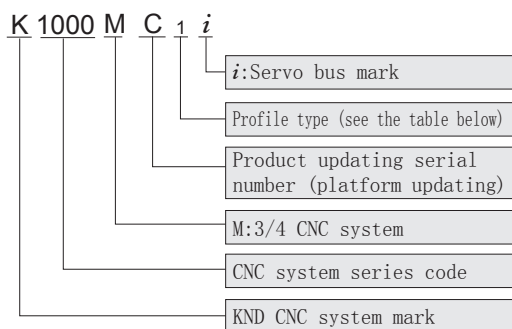 K 1000 M C 1 i
i:Servo bus mark
Profile type (see the table below)
Product updating serial
number (platform updating)
M:3/4 CNC system
CNC system series code
KND CNC system mark